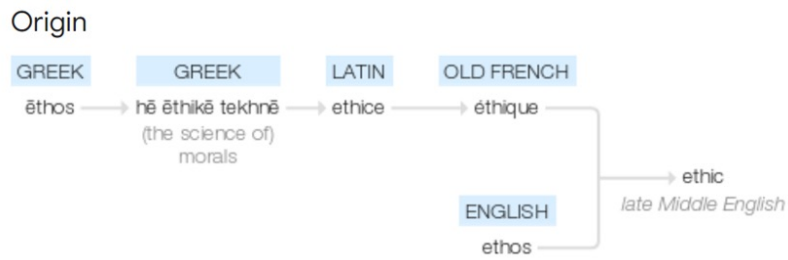 Origin
GREEK GREEK LATIN OLD FRENCH
ēthos hē ēthikē tekhnē ethice éthique
(the science of)
morals
ethic
late Middle English
ENGLISH
ethos